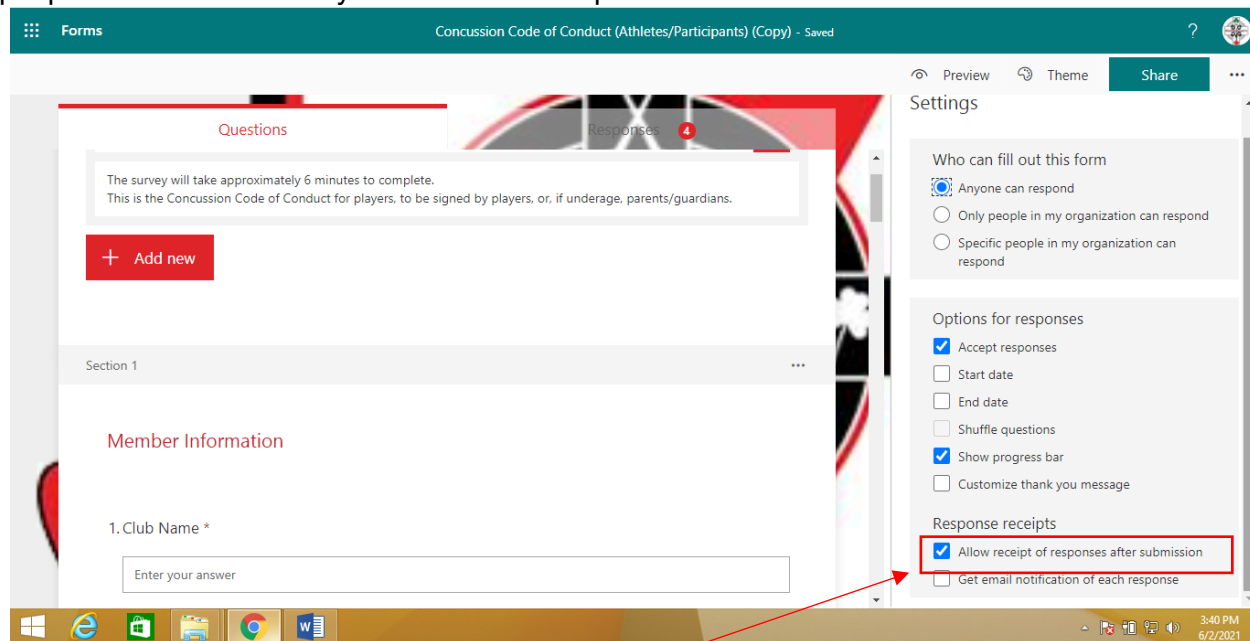 Forms
Concussion Code of Conduct (Athletes/Participants) (Copy) - Saved
?
Preview
Theme
Share
Settings
Questions
Responses 4
The survey will take approximately 6 minutes to complete.
This is the Concussion Code of Conduct for players, to be signed by players, or, if underage, parents/guardians.
+ Add new
Section 1
Member Information
1. Club Name *
Enter your answer
Who can fill out this form
Anyone can respond
Only people in my organization can respond
Specific people in my organization can
respond
Options for responses
Accept responses
Start date
End date
Shuffle questions
Show progress bar
Customize thank you message
Response receipts
Allow receipt of responses after submission
Get email notification of each response
3:40 PM
6/2/2021